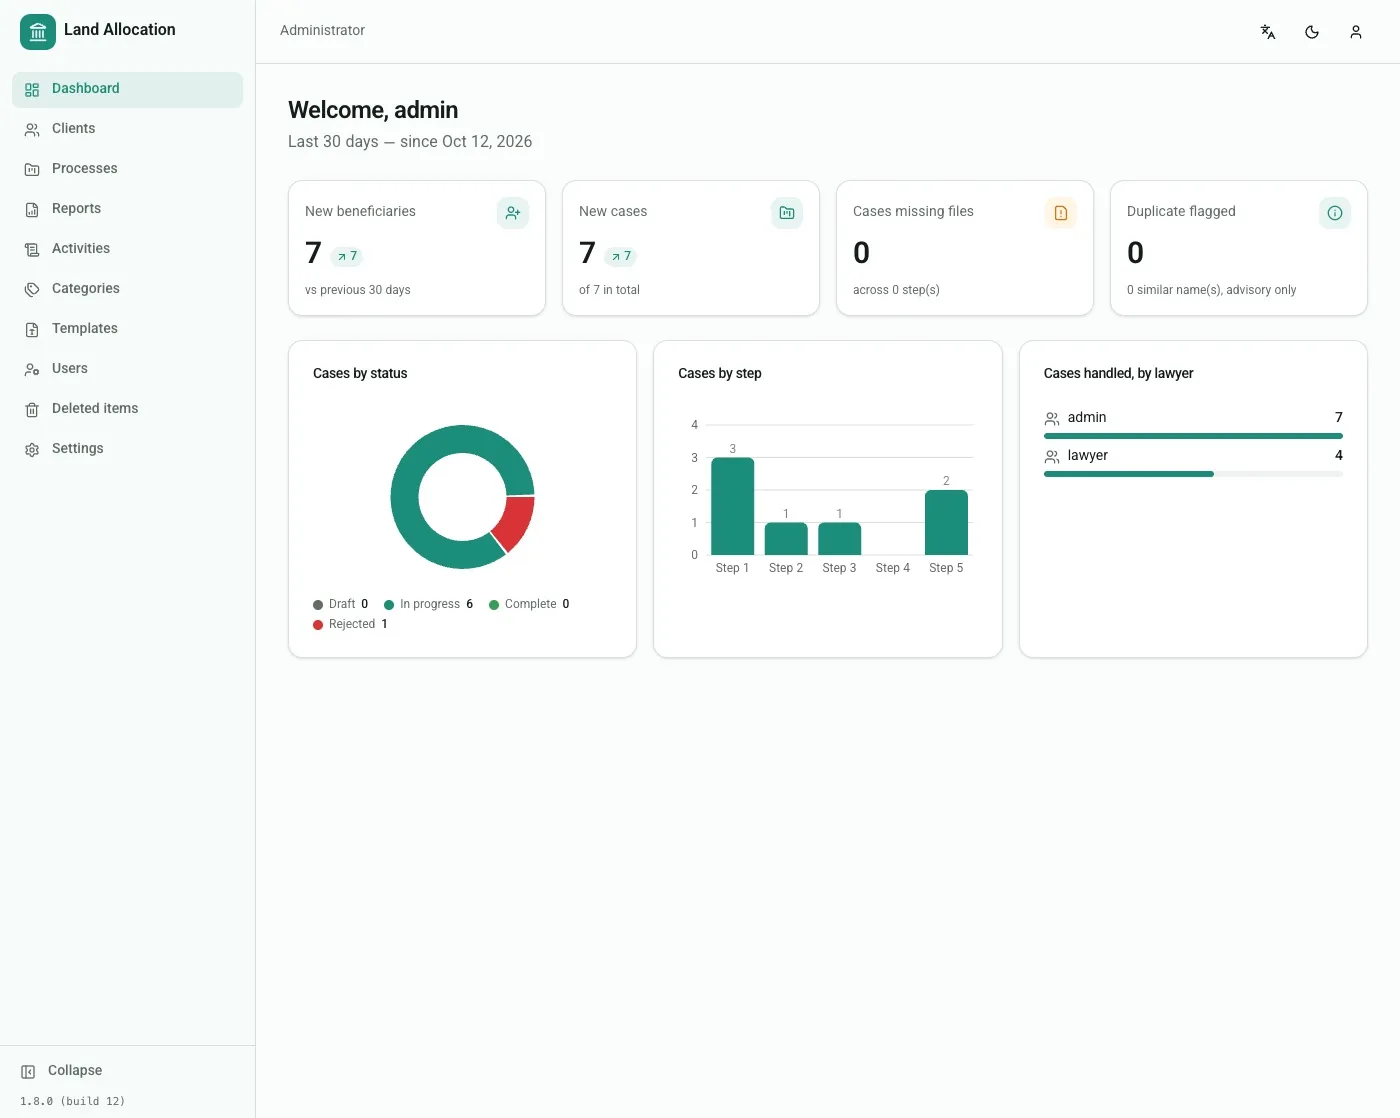 Land Allocation
Administrator
Dashboard
Clients
Processes
Reports
Activities
Categories
Templates
Users
Deleted items
Settings
Collapse
1.8.0 (build 12)
Welcome, admin
Last 30 days — since Oct 12, 2026
New beneficiaries
7 7
vs previous 30 days
New cases
7 7
of 7 in total
Cases missing files
0
across 0 step(s)
Duplicate flagged
0
0 similar name(s), advisory only
Cases by status
Draft 0 In progress 6 Complete 0
Rejected 1
Cases by step
4
3
2
1
0
3
1
1
2
Step 1 Step 2 Step 3 Step 4 Step 5
Cases handled, by lawyer
admin 7
lawyer 4